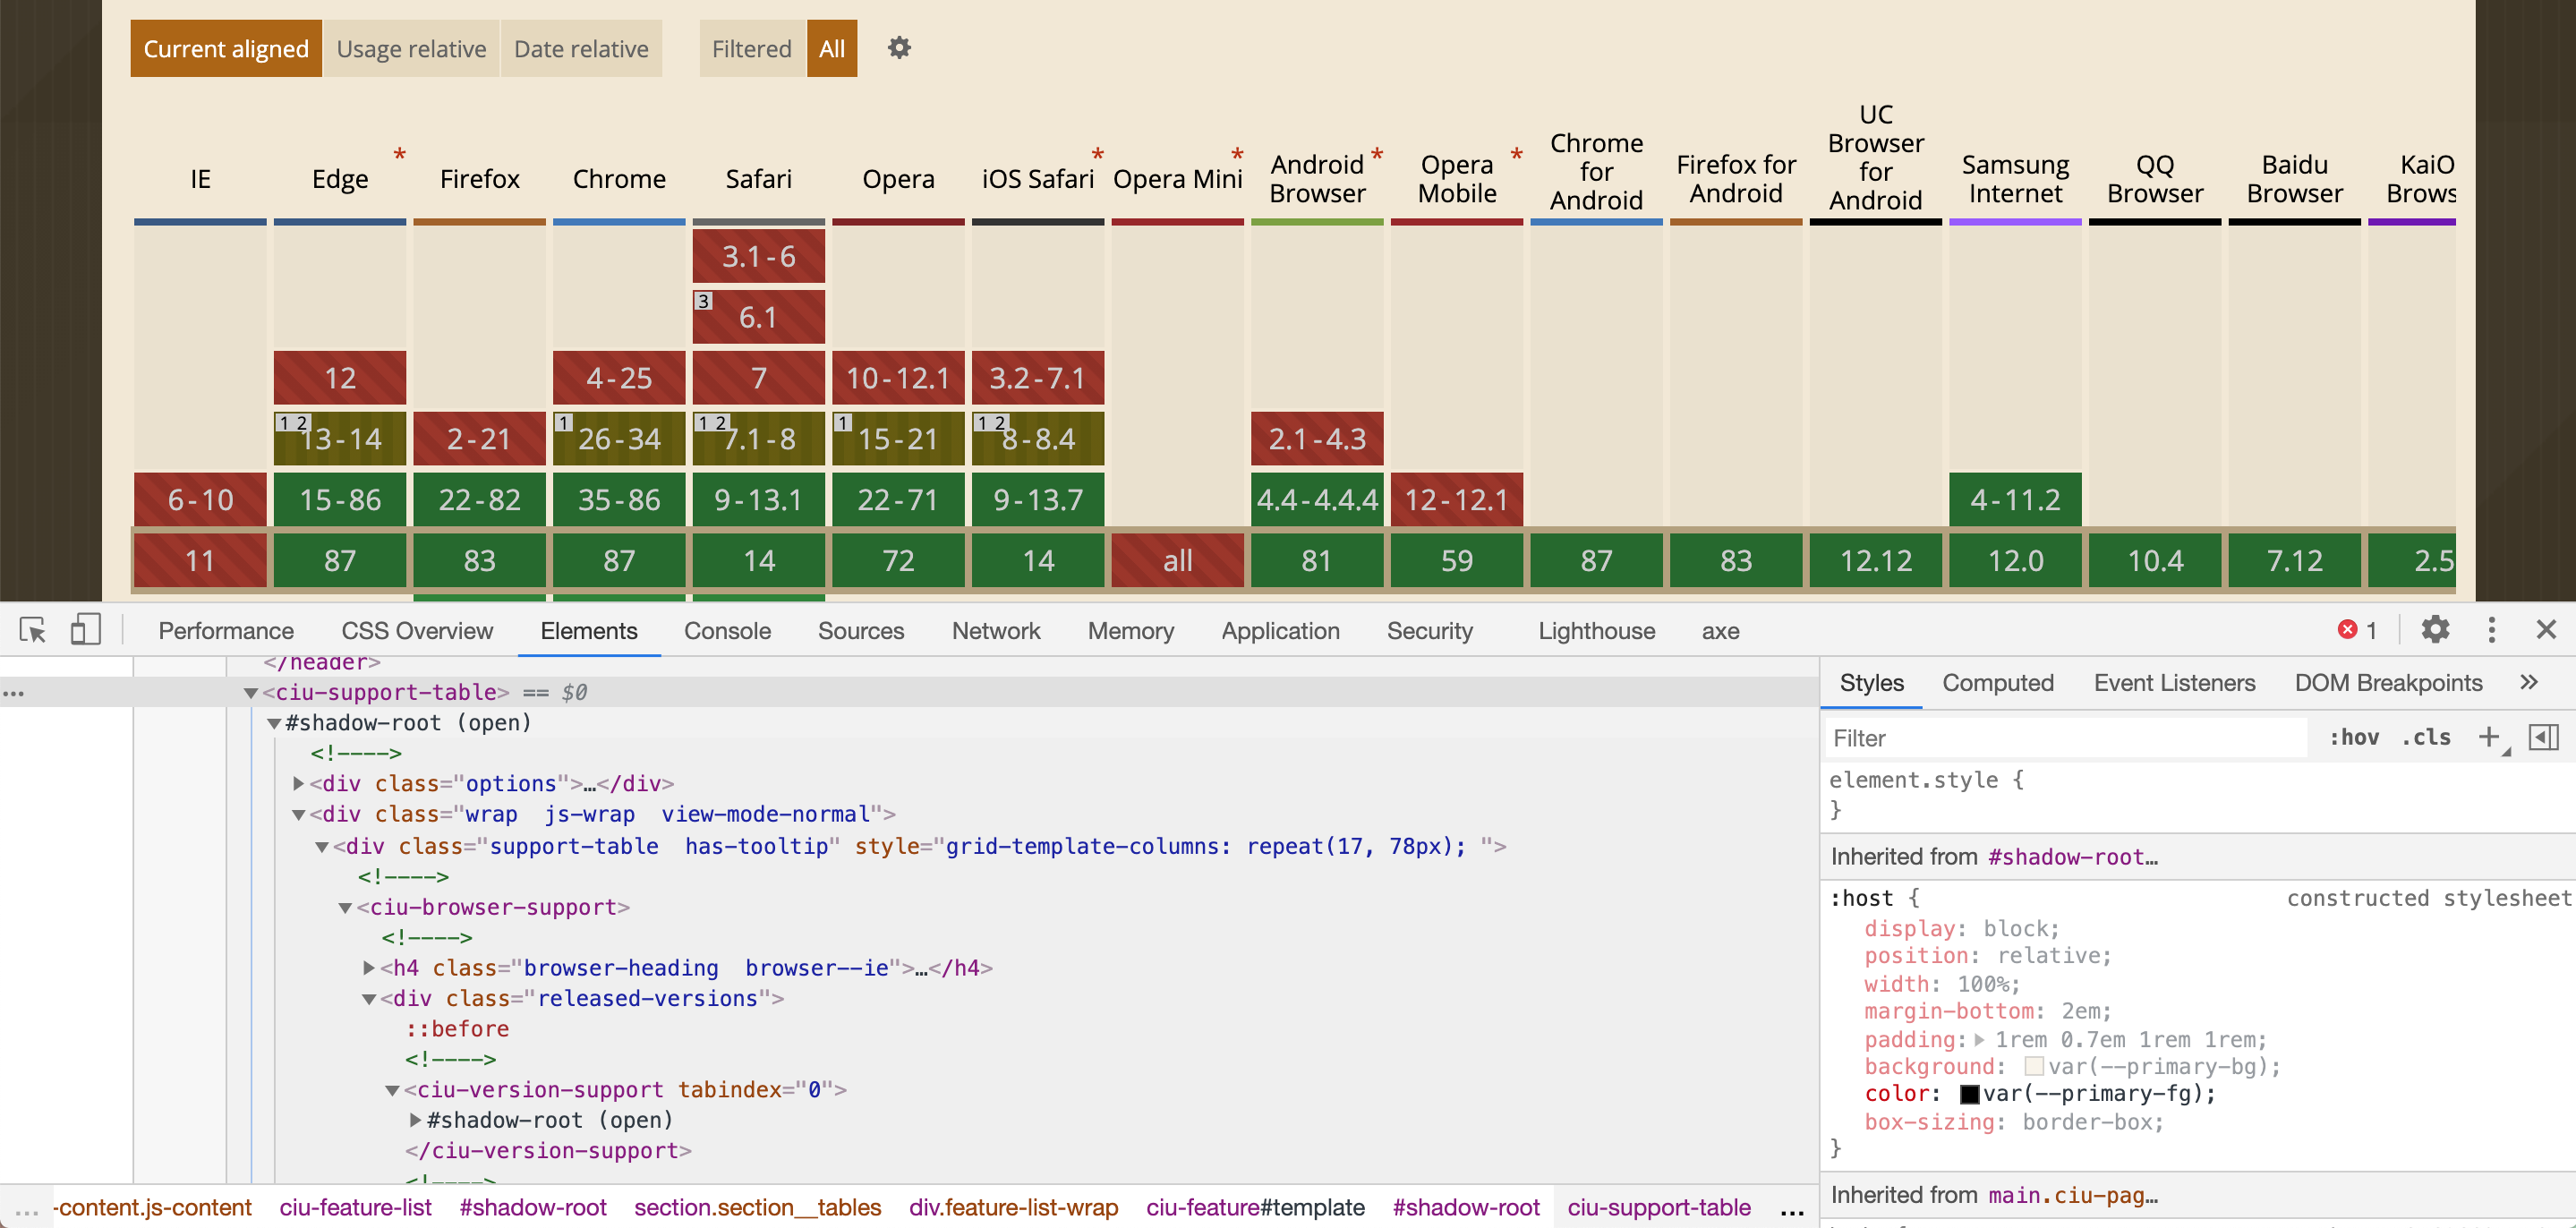 Current aligned Usage relative Date relative Filtered All
IE Edge * Firefox Chrome Safari Opera iOS Safari * Opera Mini * Android Browser * Opera Mobile * Chrome for Android Firefox for Android UC Browser for Android Samsung Internet QQ Browser Baidu Browser KaiO Brows
3.1-6
3 6.1
12 4-25 7 10-12.1 3.2-7.1
1 2 13-14 2-21 1 26-34 1 2 7.1-8 1 15-21 1 2 8-8.4 2.1-4.3
6-10 15-86 22-82 35-86 9-13.1 22-71 9-13.7 4.4-4.4.4 12-12.1 4-11.2
11 87 83 87 14 72 14 all 81 59 87 83 12.12 12.0 10.4 7.12 2.5
Performance CSS Overview Elements Console Sources Network Memory Application Security Lighthouse axe 1
</header>
... <ciu-support-table> == $0
#shadow-root (open)
<!---->
<div class="options">…</div>
<div class="wrap  js-wrap  view-mode-normal">
<div class="support-table  has-tooltip" style="grid-template-columns: repeat(17, 78px); ">
<!---->
<ciu-browser-support>
<!---->
<h4 class="browser-heading  browser--ie">…</h4>
<div class="released-versions">
::before
<!---->
<ciu-version-support tabindex="0">
#shadow-root (open)
</ciu-version-support>
<!---->
... -content.js-content ciu-feature-list #shadow-root section.section__tables div.feature-list-wrap ciu-feature#template #shadow-root ciu-support-table ...
Styles Computed Event Listeners DOM Breakpoints »
Filter :hov .cls +
element.style {
}
Inherited from #shadow-root…
:host { constructed stylesheet
display: block;
position: relative;
width: 100%;
margin-bottom: 2em;
padding: 1rem 0.7em 1rem 1rem;
background: var(--primary-bg);
color: var(--primary-fg);
box-sizing: border-box;
}
Inherited from main.ciu-pag…